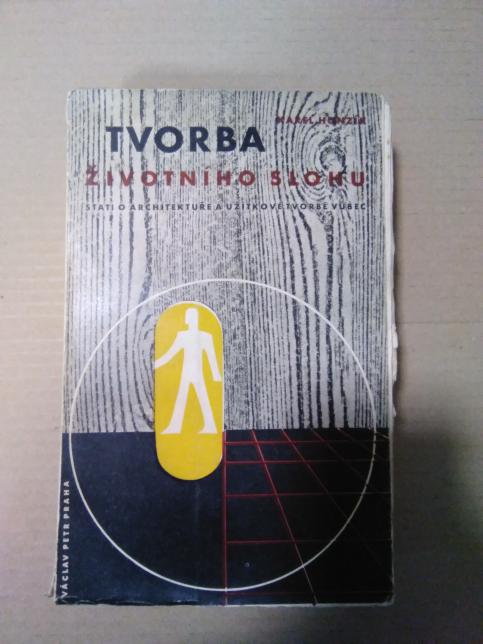 KAREL HONZÍK
TVORBA
ŽIVOTNÍHO SLOHU
STATI O ARCHITEKTUŘE A UŽITKOVÉ TVORBĚ VŮBEC
VÁCLAV PETR PRAHA